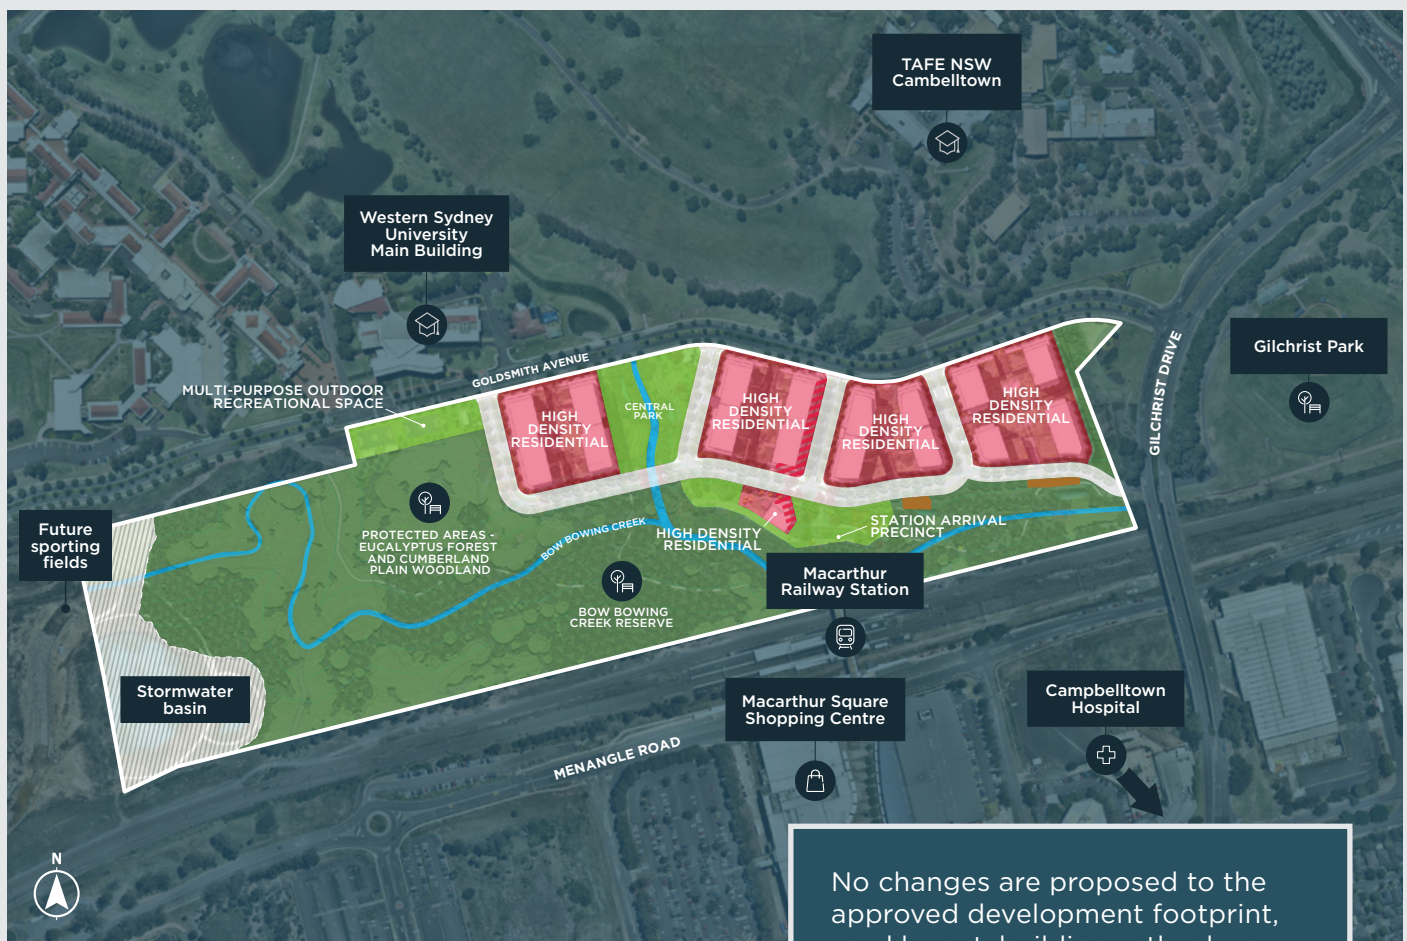 TAFE NSW
Cambelltown
Western Sydney
University
Main Building
Gilchrist Park
GILCHRIST DRIVE
GOLDSMITH AVENUE
MULTI-PURPOSE OUTDOOR
RECREATIONAL SPACE
HIGH
DENSITY
RESIDENTIAL
CENTRAL
PARK
HIGH
DENSITY
RESIDENTIAL
HIGH
DENSITY
RESIDENTIAL
HIGH
DENSITY
RESIDENTIAL
Future
sporting
fields
PROTECTED AREAS -
EUCALYPTUS FOREST
AND CUMBERLAND
PLAIN WOODLAND
BOW BOWING CREEK
HIGH DENSITY
RESIDENTIAL
STATION ARRIVAL
PRECINCT
BOW BOWING
CREEK RESERVE
Macarthur
Railway Station
Stormwater
basin
Macarthur Square
Shopping Centre
Campbelltown
Hospital
MENANGLE ROAD
N
No changes are proposed to the
approved development footprint,